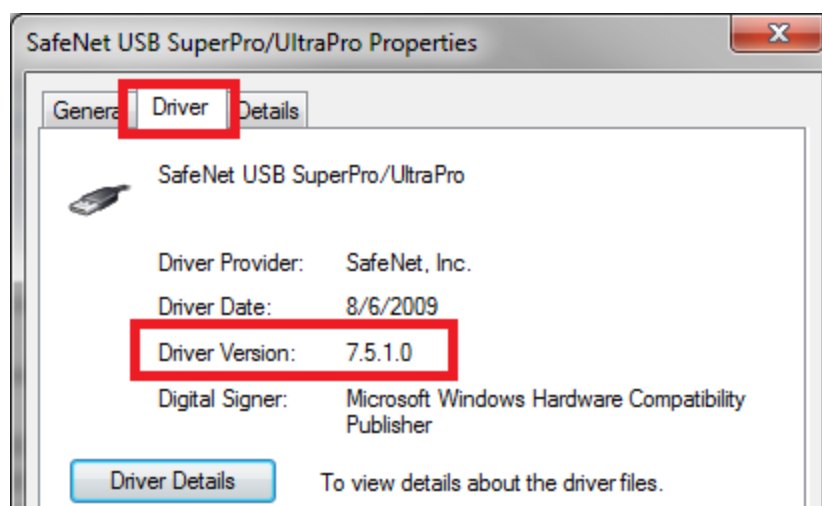 SafeNet USB SuperPro/UltraPro Properties
General Driver Details
SafeNet USB SuperPro/UltraPro
Driver Provider: SafeNet, Inc.
Driver Date: 8/6/2009
Driver Version: 7.5.1.0
Digital Signer: Microsoft Windows Hardware Compatibility
Publisher
Driver Details To view details about the driver files.